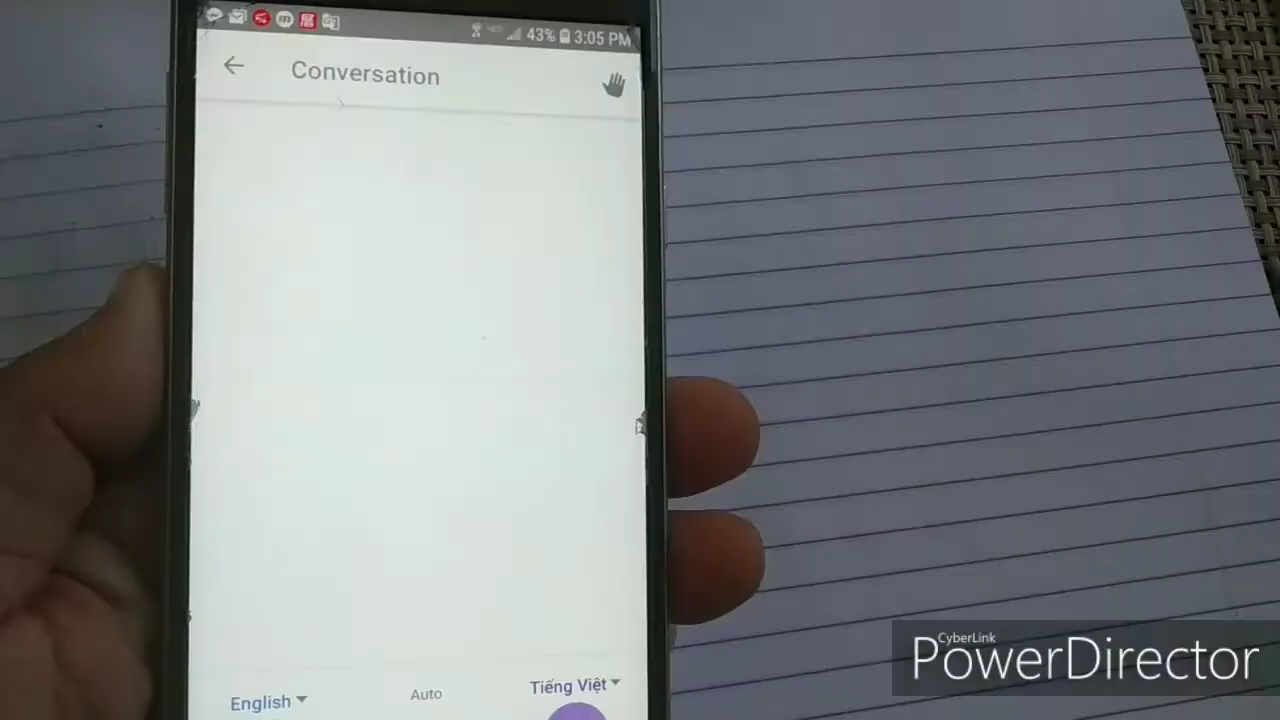 43% 3:05 PM
Conversation
English
Auto
Tiếng Việt
CyberLink
PowerDirector